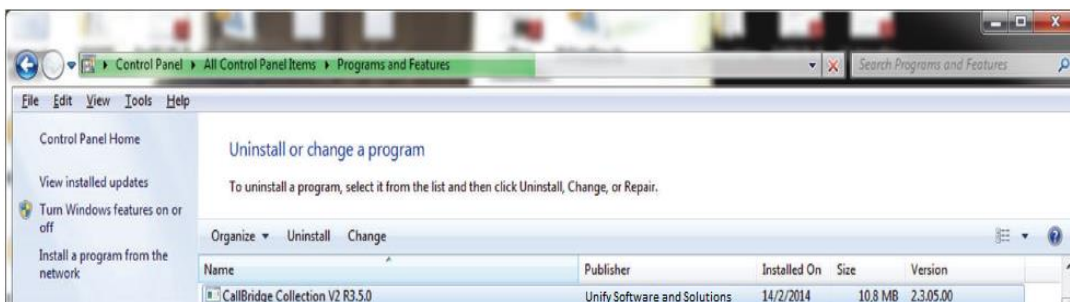 Control Panel ▸ All Control Panel Items ▸ Programs and Features
Search Programs and Features
File Edit View Tools Help
Control Panel Home
View installed updates
Turn Windows features on or
off
Install a program from the
network
Uninstall or change a program
To uninstall a program, select it from the list and then click Uninstall, Change, or Repair.
Organize Uninstall Change
Name Publisher Installed On Size Version
CallBridge Collection V2 R3.5.0 Unify Software and Solutions 14/2/2014 10.8 MB 2.3.05.00